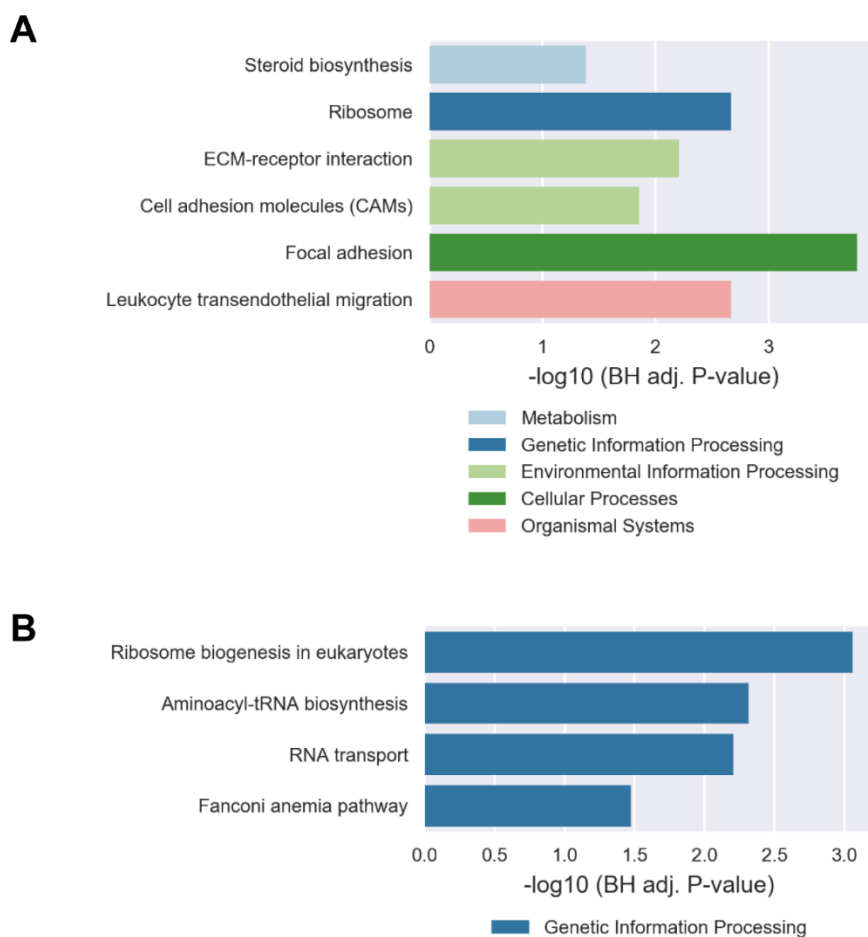 A
Steroid biosynthesis
Ribosome
ECM-receptor interaction
Cell adhesion molecules (CAMs)
Focal adhesion
Leukocyte transendothelial migration
0 1 2 3
-log10 (BH adj. P-value)
Metabolism
Genetic Information Processing
Environmental Information Processing
Cellular Processes
Organismal Systems
B
Ribosome biogenesis in eukaryotes
Aminoacyl-tRNA biosynthesis
RNA transport
Fanconi anemia pathway
0.0 0.5 1.0 1.5 2.0 2.5 3.0
-log10 (BH adj. P-value)
Genetic Information Processing